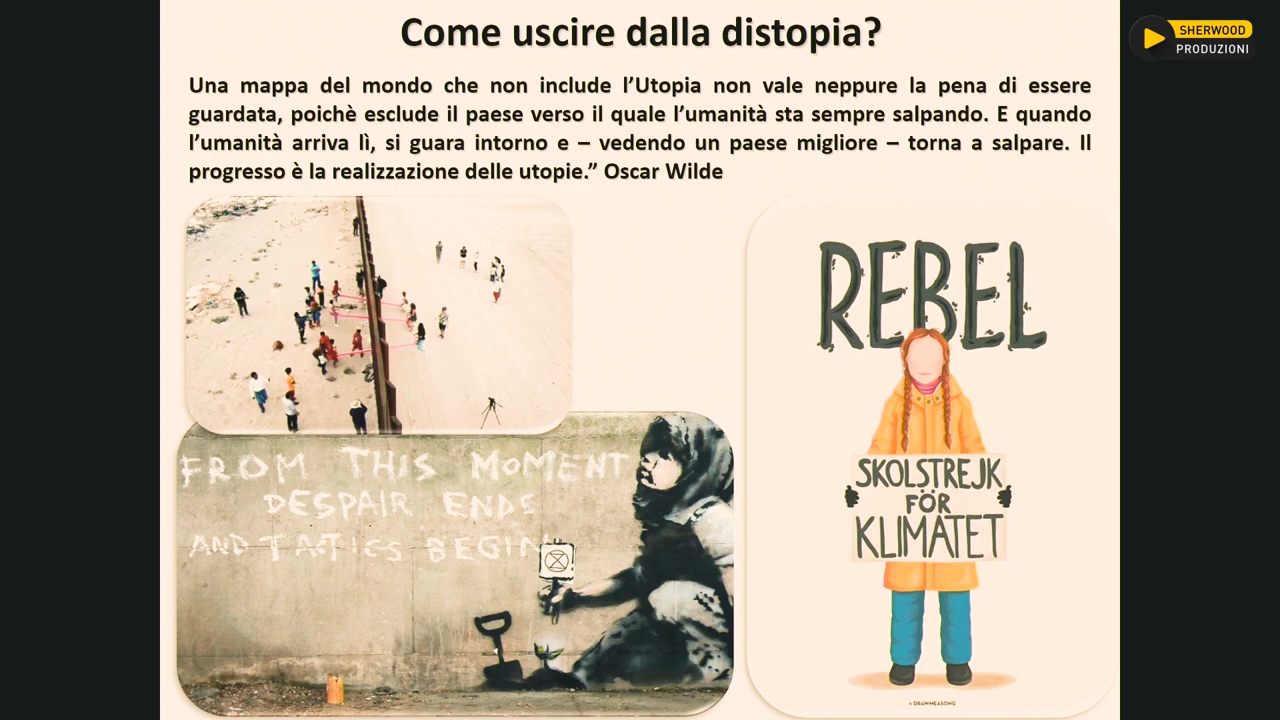 Come uscire dalla distopia?
SHERWOOD
PRODUZIONI
Una mappa del mondo che non include l’Utopia non vale neppure la pena di essere
guardata, poichè esclude il paese verso il quale l’umanità sta sempre salpando. E quando
l’umanità arriva lì, si guara intorno e – vedendo un paese migliore – torna a salpare. Il
progresso è la realizzazione delle utopie.” Oscar Wilde
FROM THIS MOMENT
DESPAIR ENDS
AND TACTICS BEGIN
REBEL
SKOLSTREJK
FÖR
KLIMATET
© DRAWMEASONG